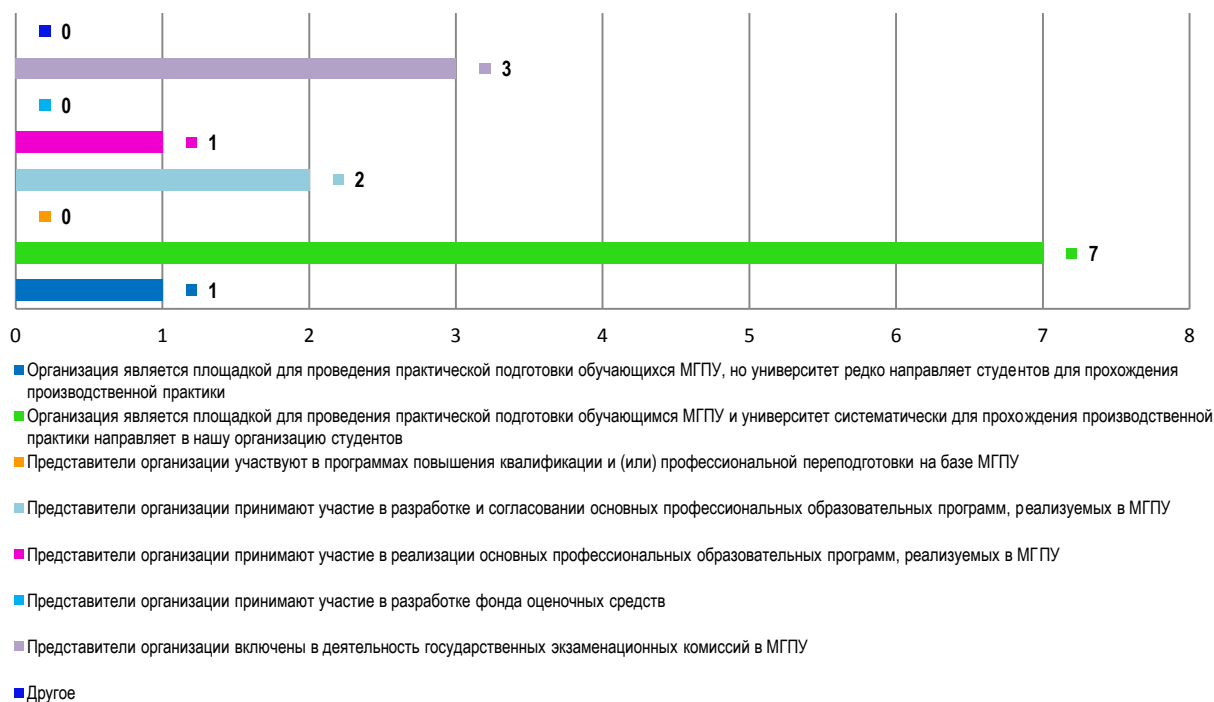 0
3
0
1
2
0
7
1
0 1 2 3 4 5 6 7 8
Организация является площадкой для проведения практической подготовки обучающихся МГПУ, но университет редко направляет студентов для прохождения
производственной практики
Организация является площадкой для проведения практической подготовки обучающимся МГПУ и университет систематически для прохождения производственной
практики направляет в нашу организацию студентов
Представители организации участвуют в программах повышения квалификации и (или) профессиональной переподготовки на базе МГПУ
Представители организации принимают участие в разработке и согласовании основных профессиональных образовательных программ, реализуемых в МГПУ
Представители организации принимают участие в реализации основных профессиональных образовательных программ, реализуемых в МГПУ
Представители организации принимают участие в разработке фонда оценочных средств
Представители организации включены в деятельность государственных экзаменационных комиссий в МГПУ
Другое